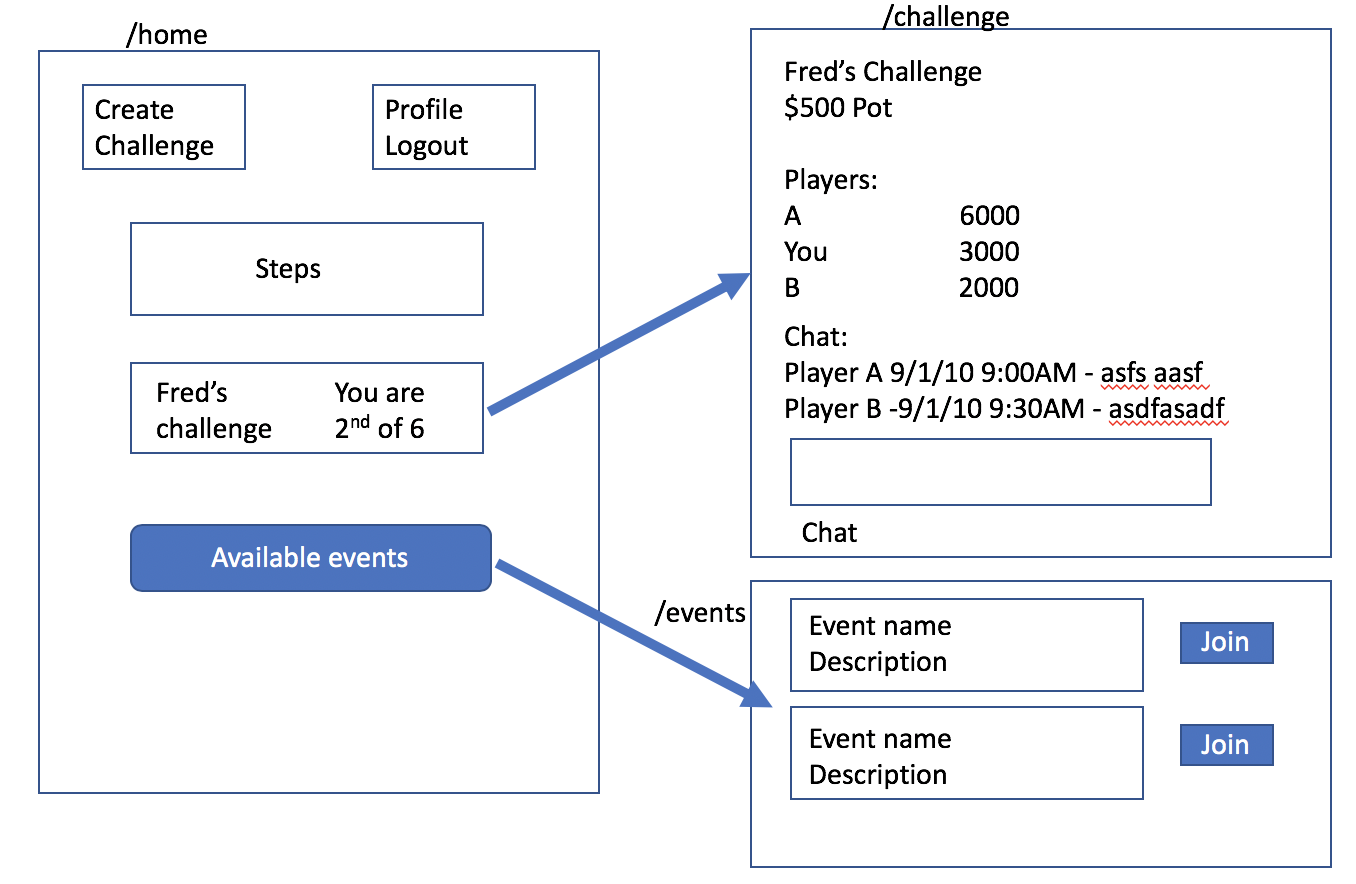 /home
Create
Challenge
Profile
Logout
Steps
Fred’s
challenge
You are
2nd of 6
Available events
/challenge
Fred’s Challenge
$500 Pot
Players:
A 6000
You 3000
B 2000
Chat:
Player A 9/1/10 9:00AM - asfs aasf
Player B -9/1/10 9:30AM - asdfasadf
Chat
/events
Event name
Description
Join
Event name
Description
Join